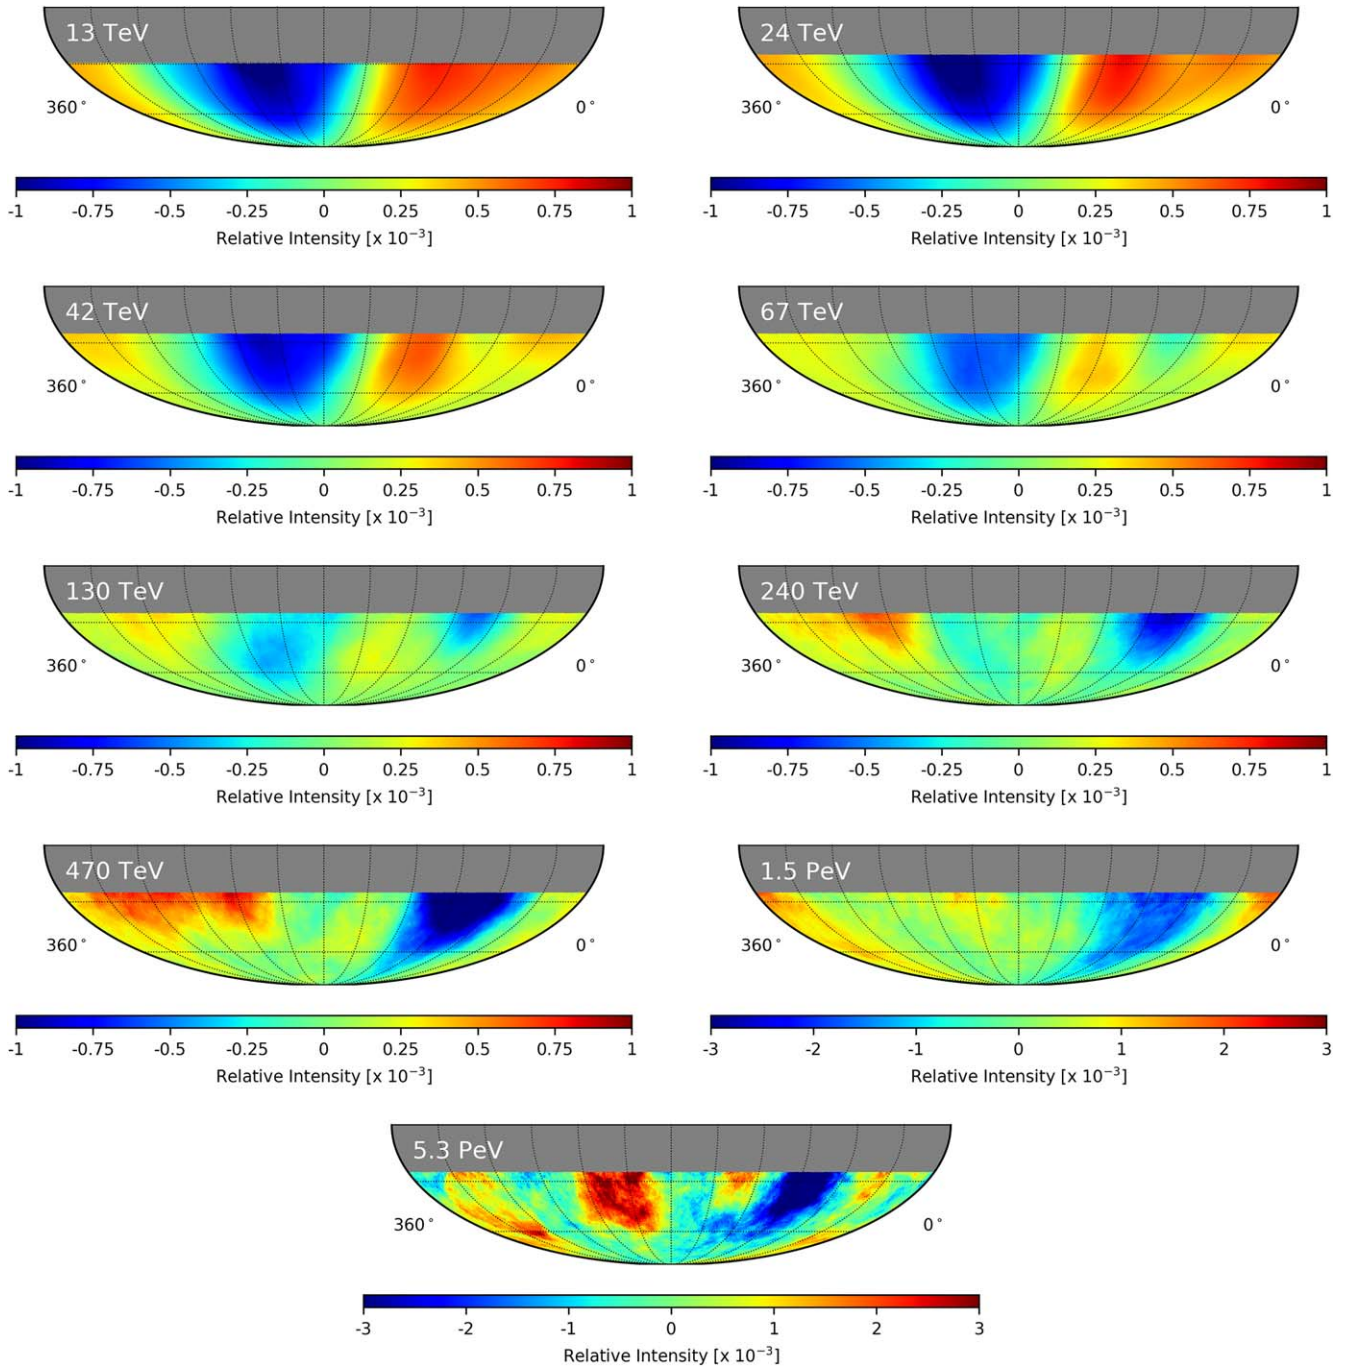 13 TeV
24 TeV
360° 0°
360° 0°
-1 -0.75 -0.5 -0.25 0 0.25 0.5 0.75 1
-1 -0.75 -0.5 -0.25 0 0.25 0.5 0.75 1
Relative Intensity [x 10⁻³]
Relative Intensity [x 10⁻³]
42 TeV
67 TeV
360° 0°
360° 0°
-1 -0.75 -0.5 -0.25 0 0.25 0.5 0.75 1
-1 -0.75 -0.5 -0.25 0 0.25 0.5 0.75 1
Relative Intensity [x 10⁻³]
Relative Intensity [x 10⁻³]
130 TeV
240 TeV
360° 0°
360° 0°
-1 -0.75 -0.5 -0.25 0 0.25 0.5 0.75 1
-1 -0.75 -0.5 -0.25 0 0.25 0.5 0.75 1
Relative Intensity [x 10⁻³]
Relative Intensity [x 10⁻³]
470 TeV
1.5 PeV
360° 0°
360° 0°
-1 -0.75 -0.5 -0.25 0 0.25 0.5 0.75 1
-3 -2 -1 0 1 2 3
Relative Intensity [x 10⁻³]
Relative Intensity [x 10⁻³]
5.3 PeV
360° 0°
-3 -2 -1 0 1 2 3
Relative Intensity [x 10⁻³]